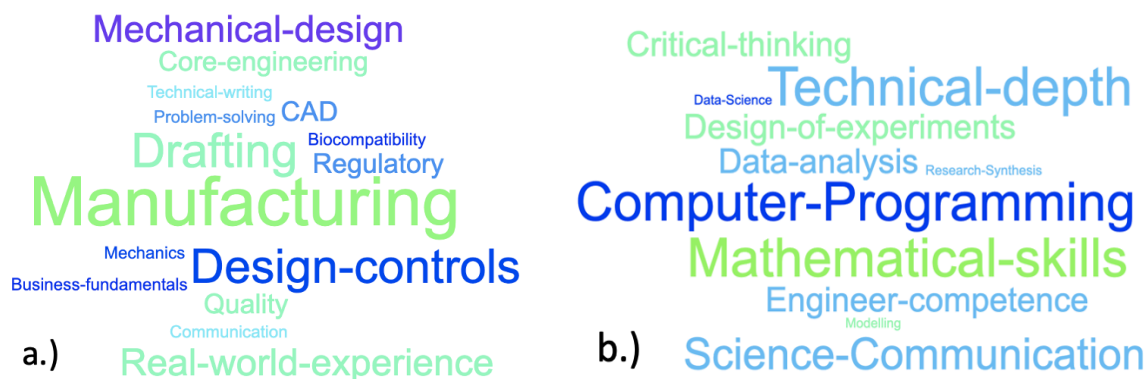 Mechanical-design
Core-engineering
Technical-writing
Problem-solving CAD
Drafting Biocompatibility
Regulatory
Manufacturing
Mechanics Design-controls
Business-fundamentals
Quality
Communication
a.) Real-world-experience
Critical-thinking
Data-Science Technical-depth
Design-of-experiments
Data-analysis Research-Synthesis
Computer-Programming
Mathematical-skills
Engineer-competence
Modelling
b.) Science-Communication